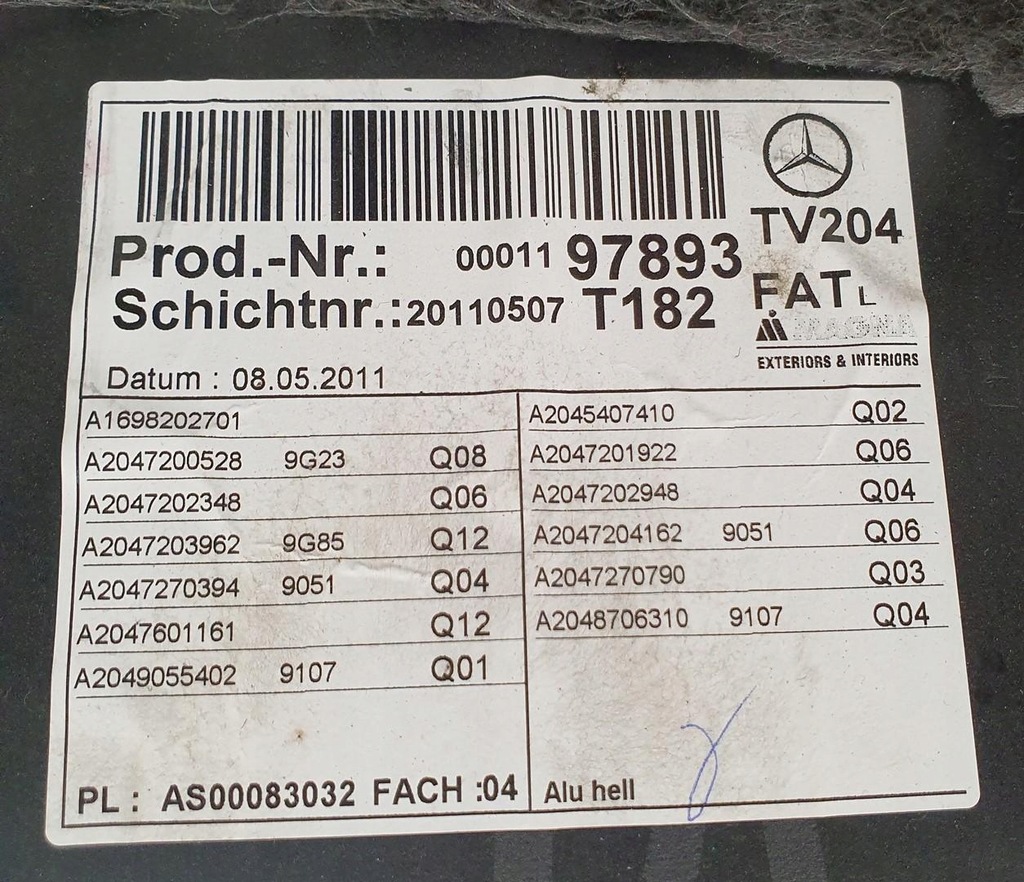 Prod.-Nr.: 00011 97893
Schichtnr.:20110507 T182
Datum : 08.05.2011
TV204
FAT L
MAGNA
EXTERIORS & INTERIORS
A1698202701
A2047200528 9G23 Q08
A2047202348 Q06
A2047203962 9G85 Q12
A2047270394 9051 Q04
A2047601161 Q12
A2049055402 9107 Q01
A2045407410 Q02
A2047201922 Q06
A2047202948 Q04
A2047204162 9051 Q06
A2047270790 Q03
A2048706310 9107 Q04
PL : AS00083032 FACH :04
Alu hell